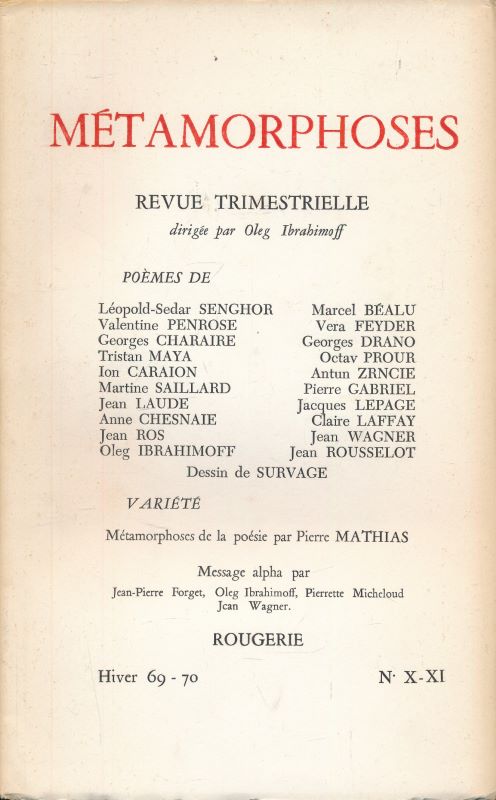 MÉTAMORPHOSES
REVUE TRIMESTRIELLE
dirigée par Oleg Ibrahimoff
POÈMES DE
Léopold-Sedar SENGHOR
Valentine PENROSE
Georges CHARAIRE
Tristan MAYA
Ion CARAION
Martine SAILLARD
Jean LAUDE
Anne CHESNAIE
Jean ROS
Oleg IBRAHIMOFF
Marcel BÉALU
Vera FEYDER
Georges DRANO
Octav PROUR
Antun ZRNCIE
Pierre GABRIEL
Jacques LEPAGE
Claire LAFFAY
Jean WAGNER
Jean ROUSSELOT
Dessin de SURVAGE
VARIÉTÉ
Métamorphoses de la poésie par Pierre MATHIAS
Message alpha par
Jean-Pierre Forget, Oleg Ibrahimoff, Pierrette Micheloud
Jean Wagner.
ROUGERIE
Hiver 69 - 70
N· X-XI